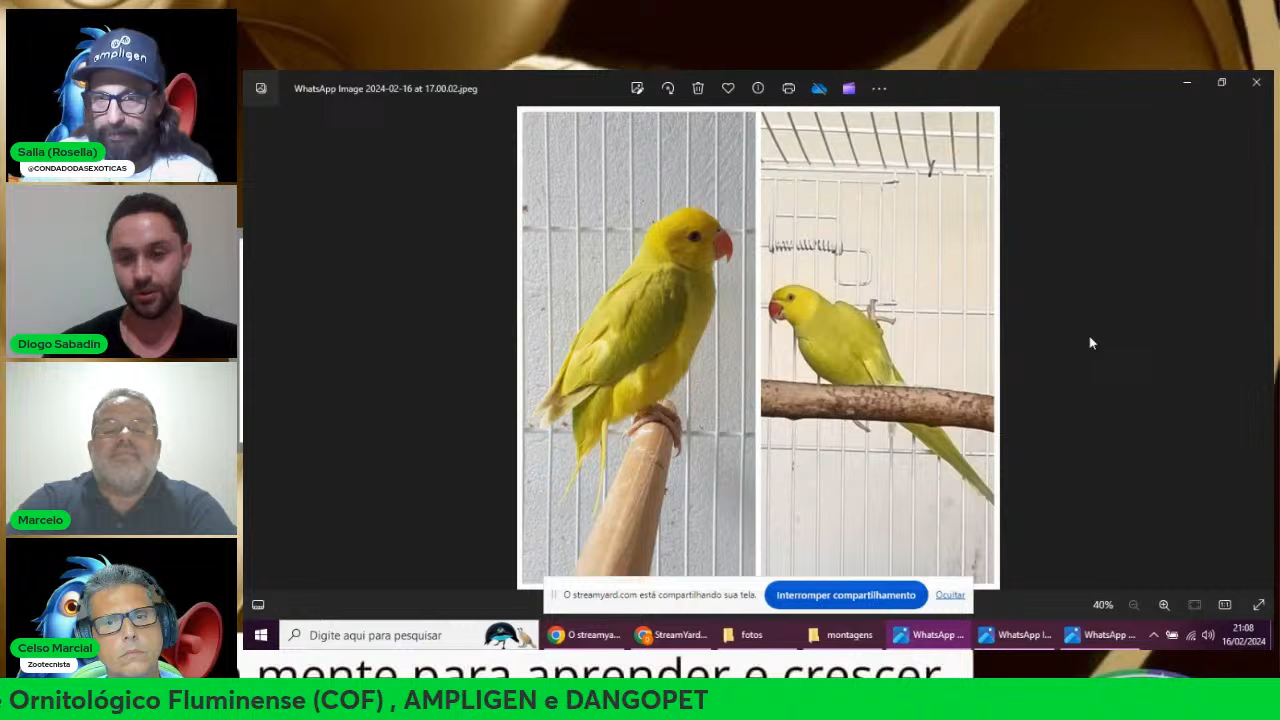 ampligen
Salla (Rosella)
@CONDADODASEXOTICAS
Diogo Sabadin
Marcelo
Celso Marcial
Zootecnista
WhatsApp Image 2024-02-16 at 17.00.02.jpeg
O streamyard.com está compartilhando sua tela.
Interromper compartilhamento
Ocultar
40%
Digite aqui para pesquisar
O streamya...
StreamYard...
fotos
montagens
WhatsApp ...
WhatsApp I...
WhatsApp ...
21:08
16/02/2024
mente para aprender e crescer
Ornitológico Fluminense (COF) , AMPLIGEN e DANGOPET